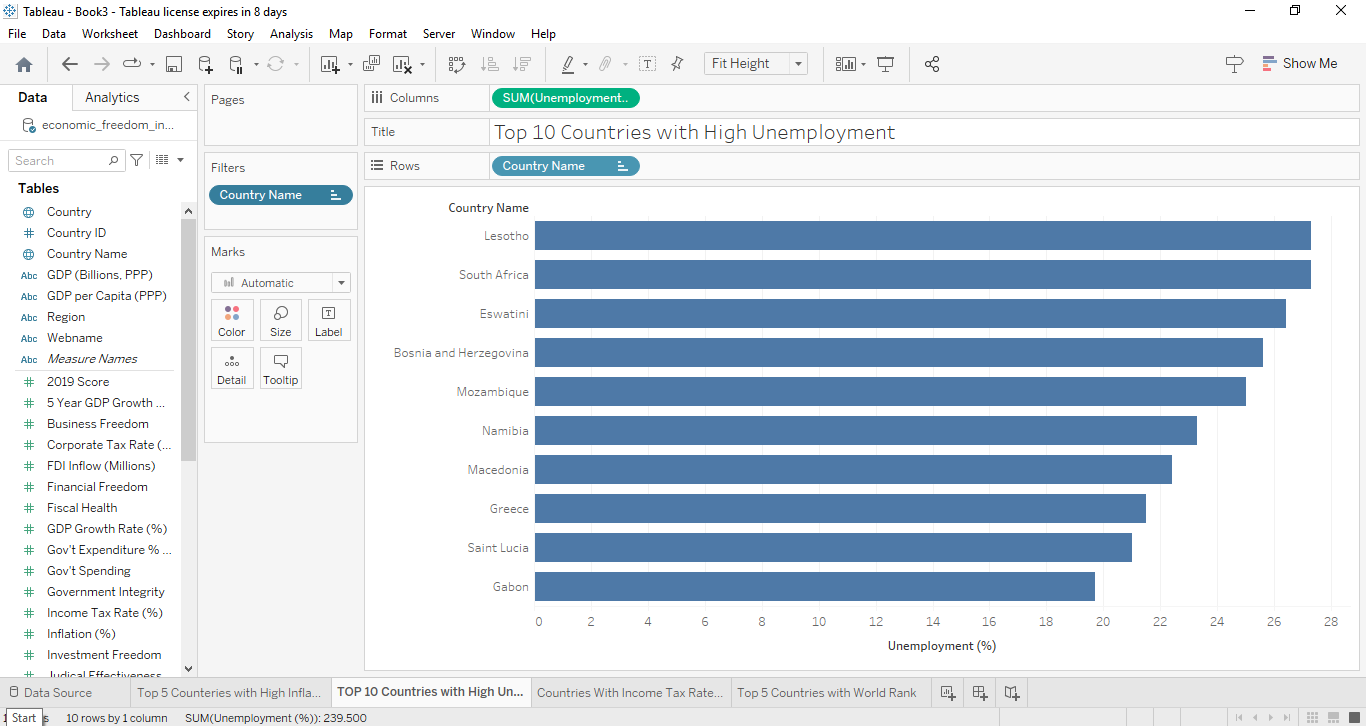 Tableau - Book3 - Tableau license expires in 8 days
File Data Worksheet Dashboard Story Analysis Map Format Server Window Help
Fit Height
Show Me
Data Analytics
economic_freedom_in...
Search
Tables
Country
Country ID
Country Name
Abc GDP (Billions, PPP)
Abc GDP per Capita (PPP)
Abc Region
Abc Webname
Abc Measure Names
2019 Score
5 Year GDP Growth ...
Business Freedom
Corporate Tax Rate (...
FDI Inflow (Millions)
Financial Freedom
Fiscal Health
GDP Growth Rate (%)
Gov't Expenditure % ...
Gov't Spending
Government Integrity
Income Tax Rate (%)
Inflation (%)
Investment Freedom
Judical Effectiveness
Pages
Filters
Country Name
Marks
Automatic
Color Size Label
Detail Tooltip
Columns SUM(Unemployment..
Title Top 10 Countries with High Unemployment
Rows Country Name
Country Name
Lesotho
South Africa
Eswatini
Bosnia and Herzegovina
Mozambique
Namibia
Macedonia
Greece
Saint Lucia
Gabon
0 2 4 6 8 10 12 14 16 18 20 22 24 26 28
Unemployment (%)
Data Source Top 5 Counteries with High Infla... TOP 10 Countries with High Un... Countries With Income Tax Rate... Top 5 Countries with World Rank
Start 10 rows by 1 column SUM(Unemployment (%)): 239.500